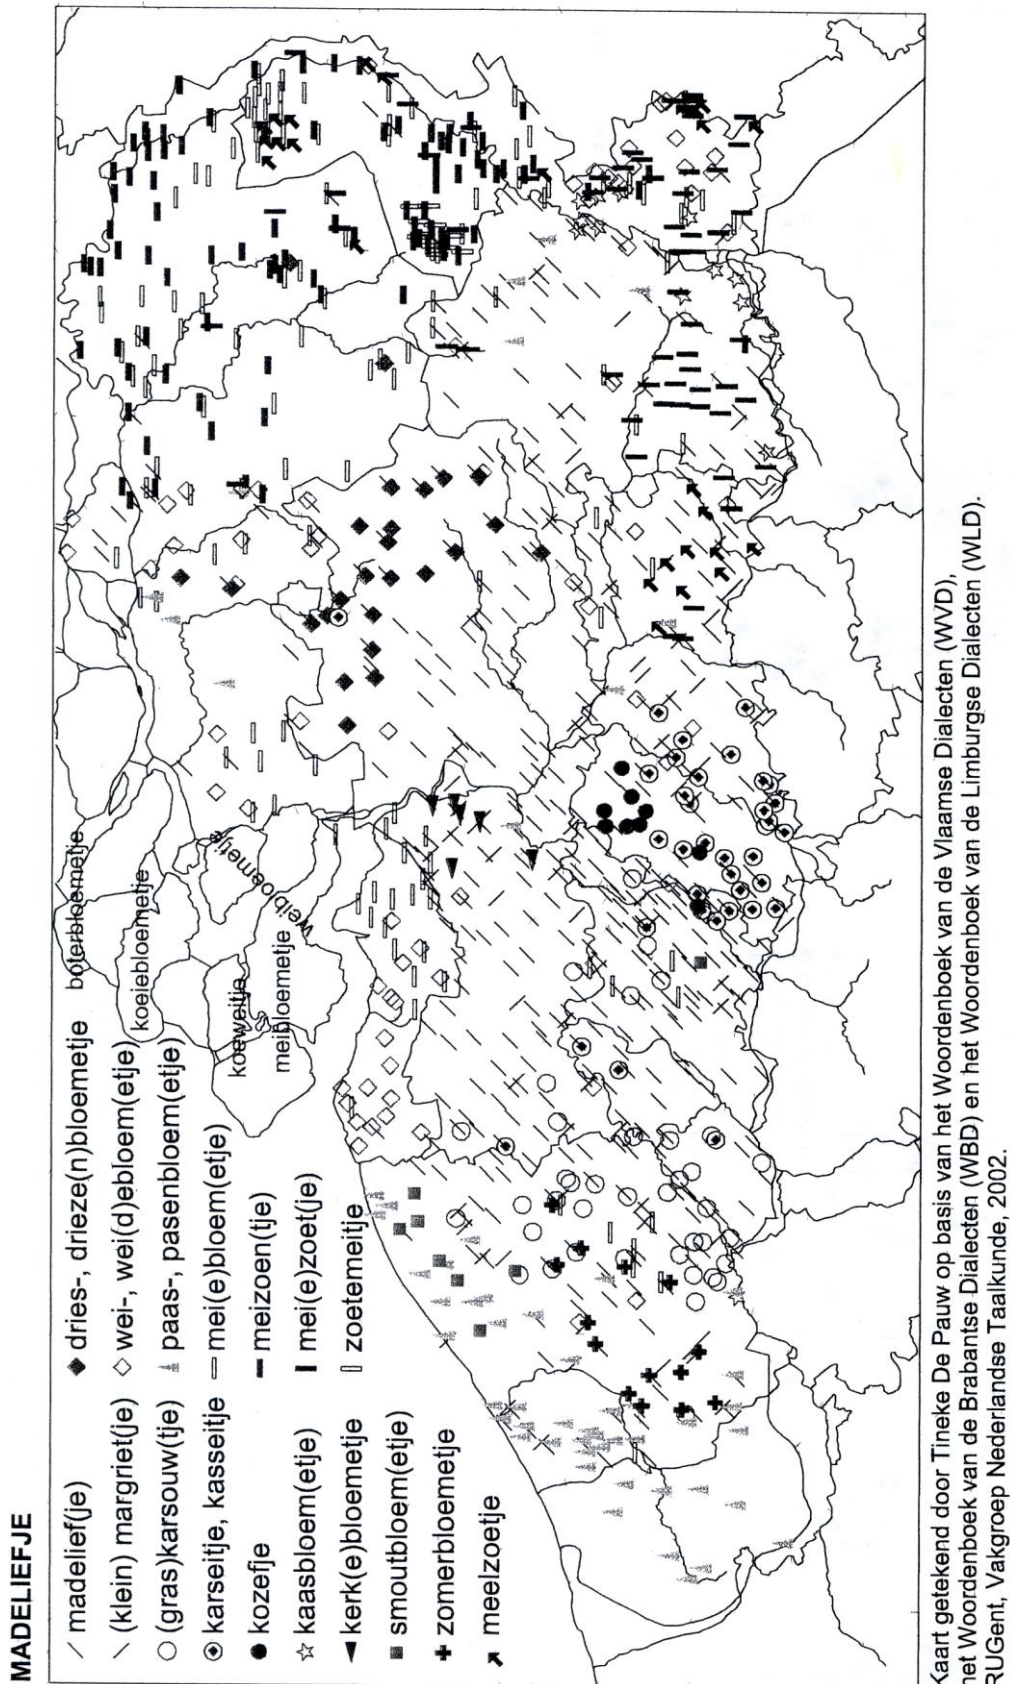 MADELIEFJE
madelief(je)
(klein) margriet(je)
(gras)karsouw(tje)
karseitje, kasseitje
kozefje
kaasbloem(etje)
kerk(e)bloemetje
smoutbloem(etje)
zomerbloemetje
meelzoetje
dries-, drieze(n)bloemetje
wei-, wei(d)ebloem(etje)
paas-, pasenbloem(etje)
mei(e)bloem(etje)
meizoen(tje)
mei(e)zoet(je)
zoetemeitje
boterbloemetje
koeiebloemetje
weibloemetje
koeweitje
meibloemetje
Kaart getekend door Tineke De Pauw op basis van het Woordenboek van de Vlaamse Dialecten (WVD),
het Woordenboek van de Brabantse Dialecten (WBD) en het Woordenboek van de Limburgse Dialecten (WLD).
RUGent, Vakgroep Nederlandse Taalkunde, 2002.